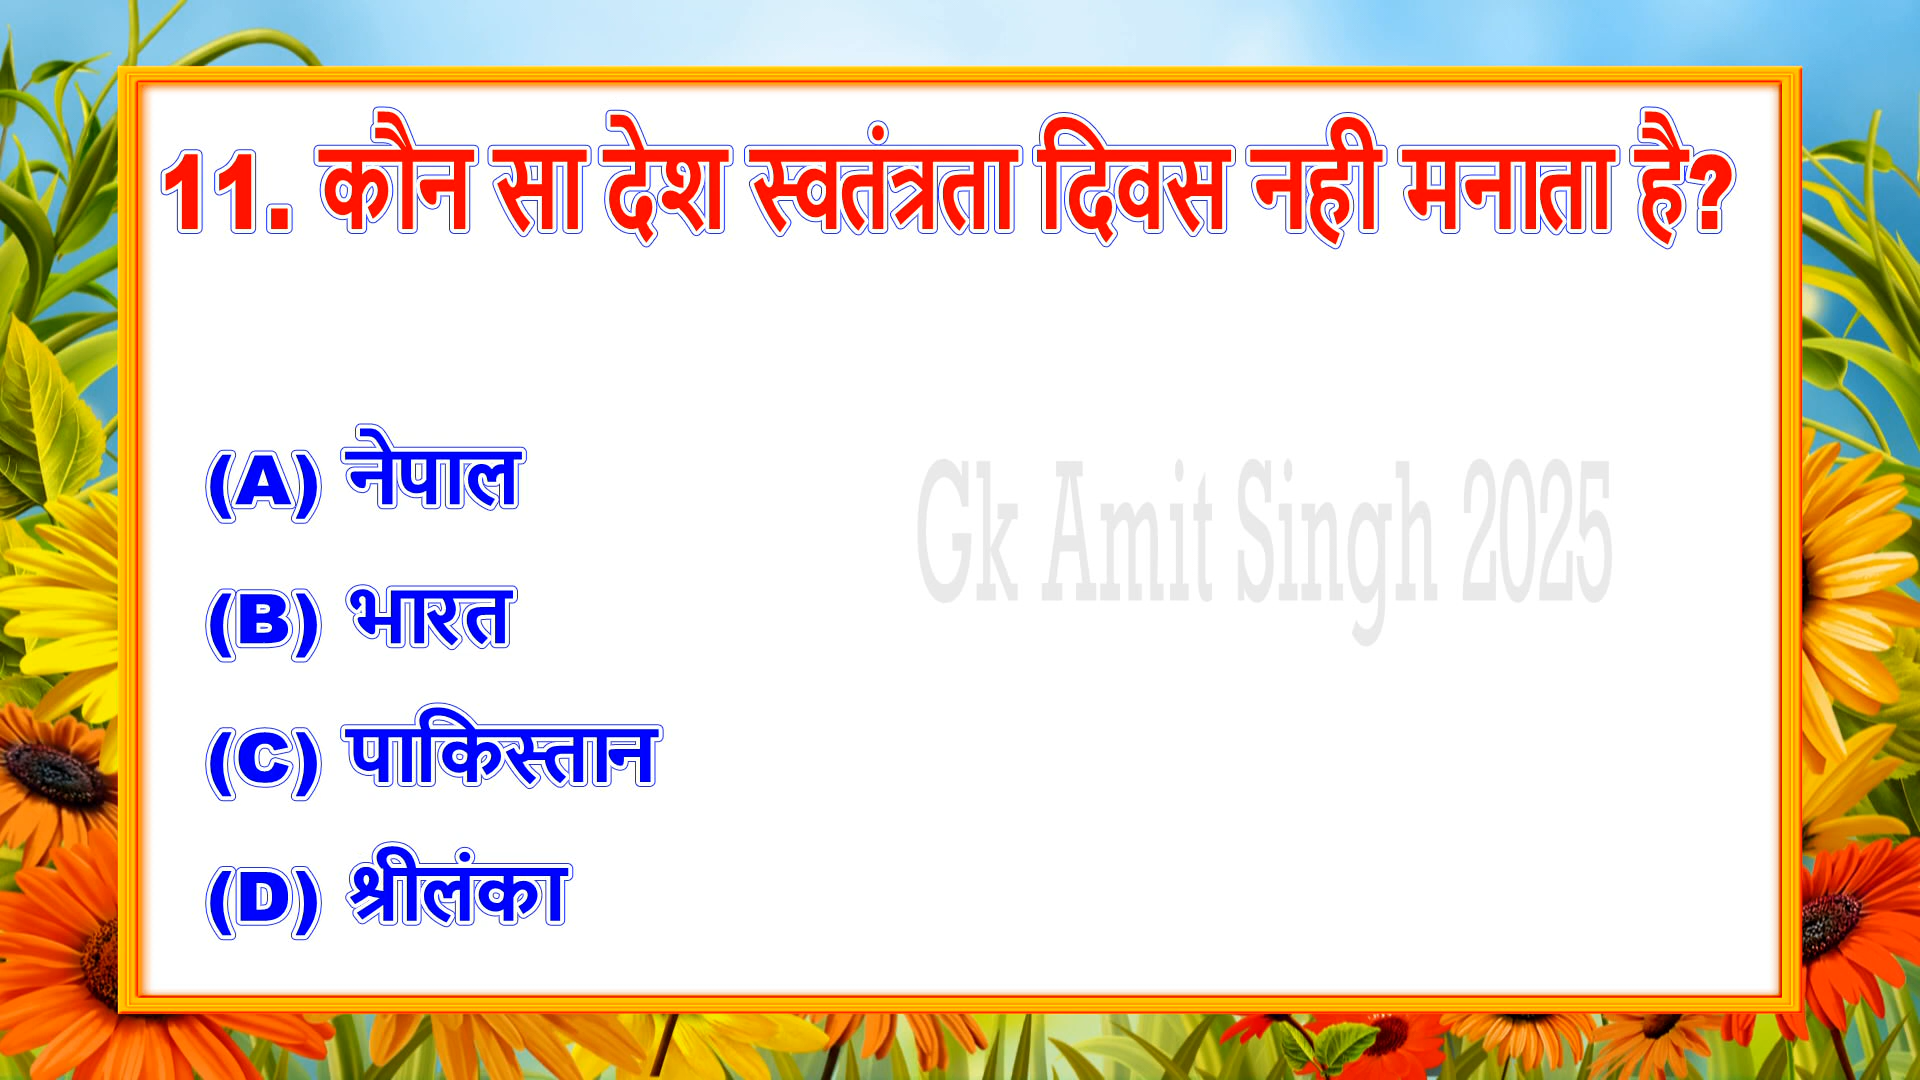 11. कौन सा देश स्वतंत्रता दिवस नही मनाता है?
(A) नेपाल
Gk Amit Singh 2025
(B) भारत
(C) पाकिस्तान
(D) श्रीलंका